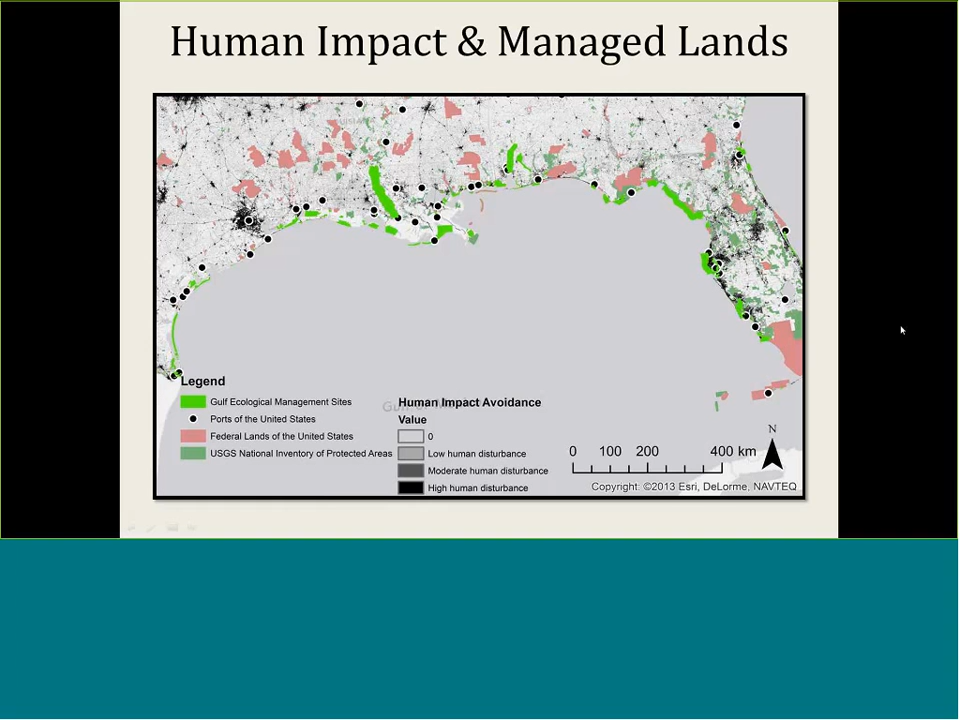 Human Impact & Managed Lands
Legend
Gulf Ecological Management Sites
Ports of the United States
Federal Lands of the United States
USGS National Inventory of Protected Areas
Human Impact Avoidance
Value
0
Low human disturbance
Moderate human disturbance
High human disturbance
N
0 100 200 400 km
Copyright: ©2013 Esri, DeLorme, NAVTEQ